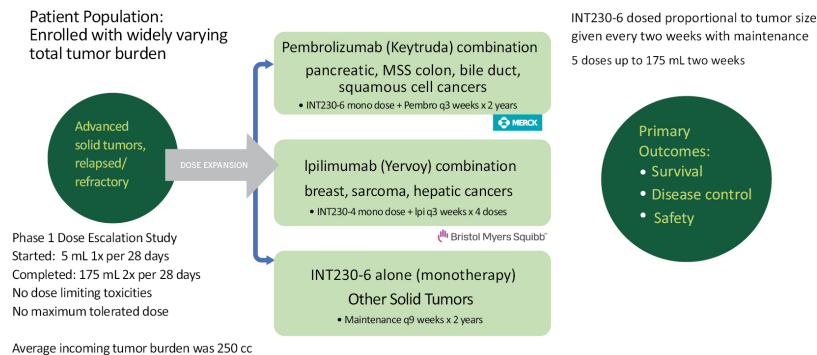 Patient Population:
Enrolled with widely varying
total tumor burden
Advanced
solid tumors,
relapsed/
refractory
Phase 1 Dose Escalation Study
Started: 5 mL 1x per 28 days
Completed: 175 mL 2x per 28 days
No dose limiting toxicities
No maximum tolerated dose
Average incoming tumor burden was 250 cc
DOSE EXPANSION
Pembrolizumab (Keytruda) combination
pancreatic, MSS colon, bile duct,
squamous cell cancers
• INT230-6 mono dose + Pembro q3 weeks x 2 years
MERCK
Ipilimumab (Yervoy) combination
breast, sarcoma, hepatic cancers
• INT230-4 mono dose + Ipi q3 weeks x 4 doses
Bristol Myers Squibb™
INT230-6 alone (monotherapy)
Other Solid Tumors
• Maintenance q9 weeks x 2 years
INT230-6 dosed proportional to tumor size
given every two weeks with maintenance
5 doses up to 175 mL two weeks
Primary
Outcomes:
• Survival
• Disease control
• Safety